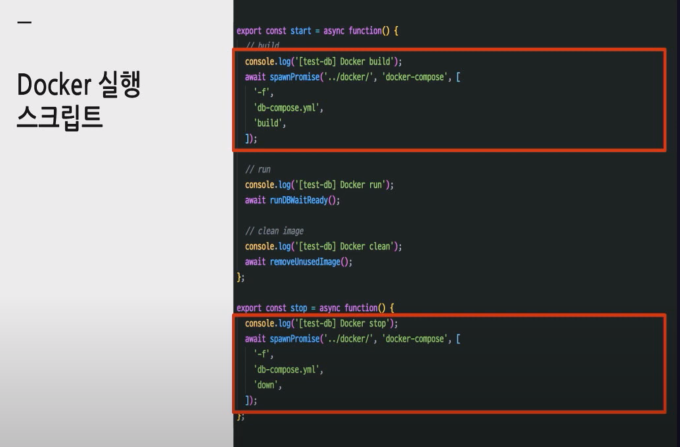 Docker 실행
스크립트
export const start = async function() {
// build
console.log('[test-db] Docker build');
await spawnPromise('../docker/', 'docker-compose', [
'-f',
'db-compose.yml',
'build',
]);
// run
console.log('[test-db] Docker run');
await runDBWaitReady();
// clean image
console.log('[test-db] Docker clean');
await removeUnusedImage();
};
export const stop = async function() {
console.log('[test-db] Docker stop');
await spawnPromise('../docker/', 'docker-compose', [
'-f',
'db-compose.yml',
'down',
]);
};